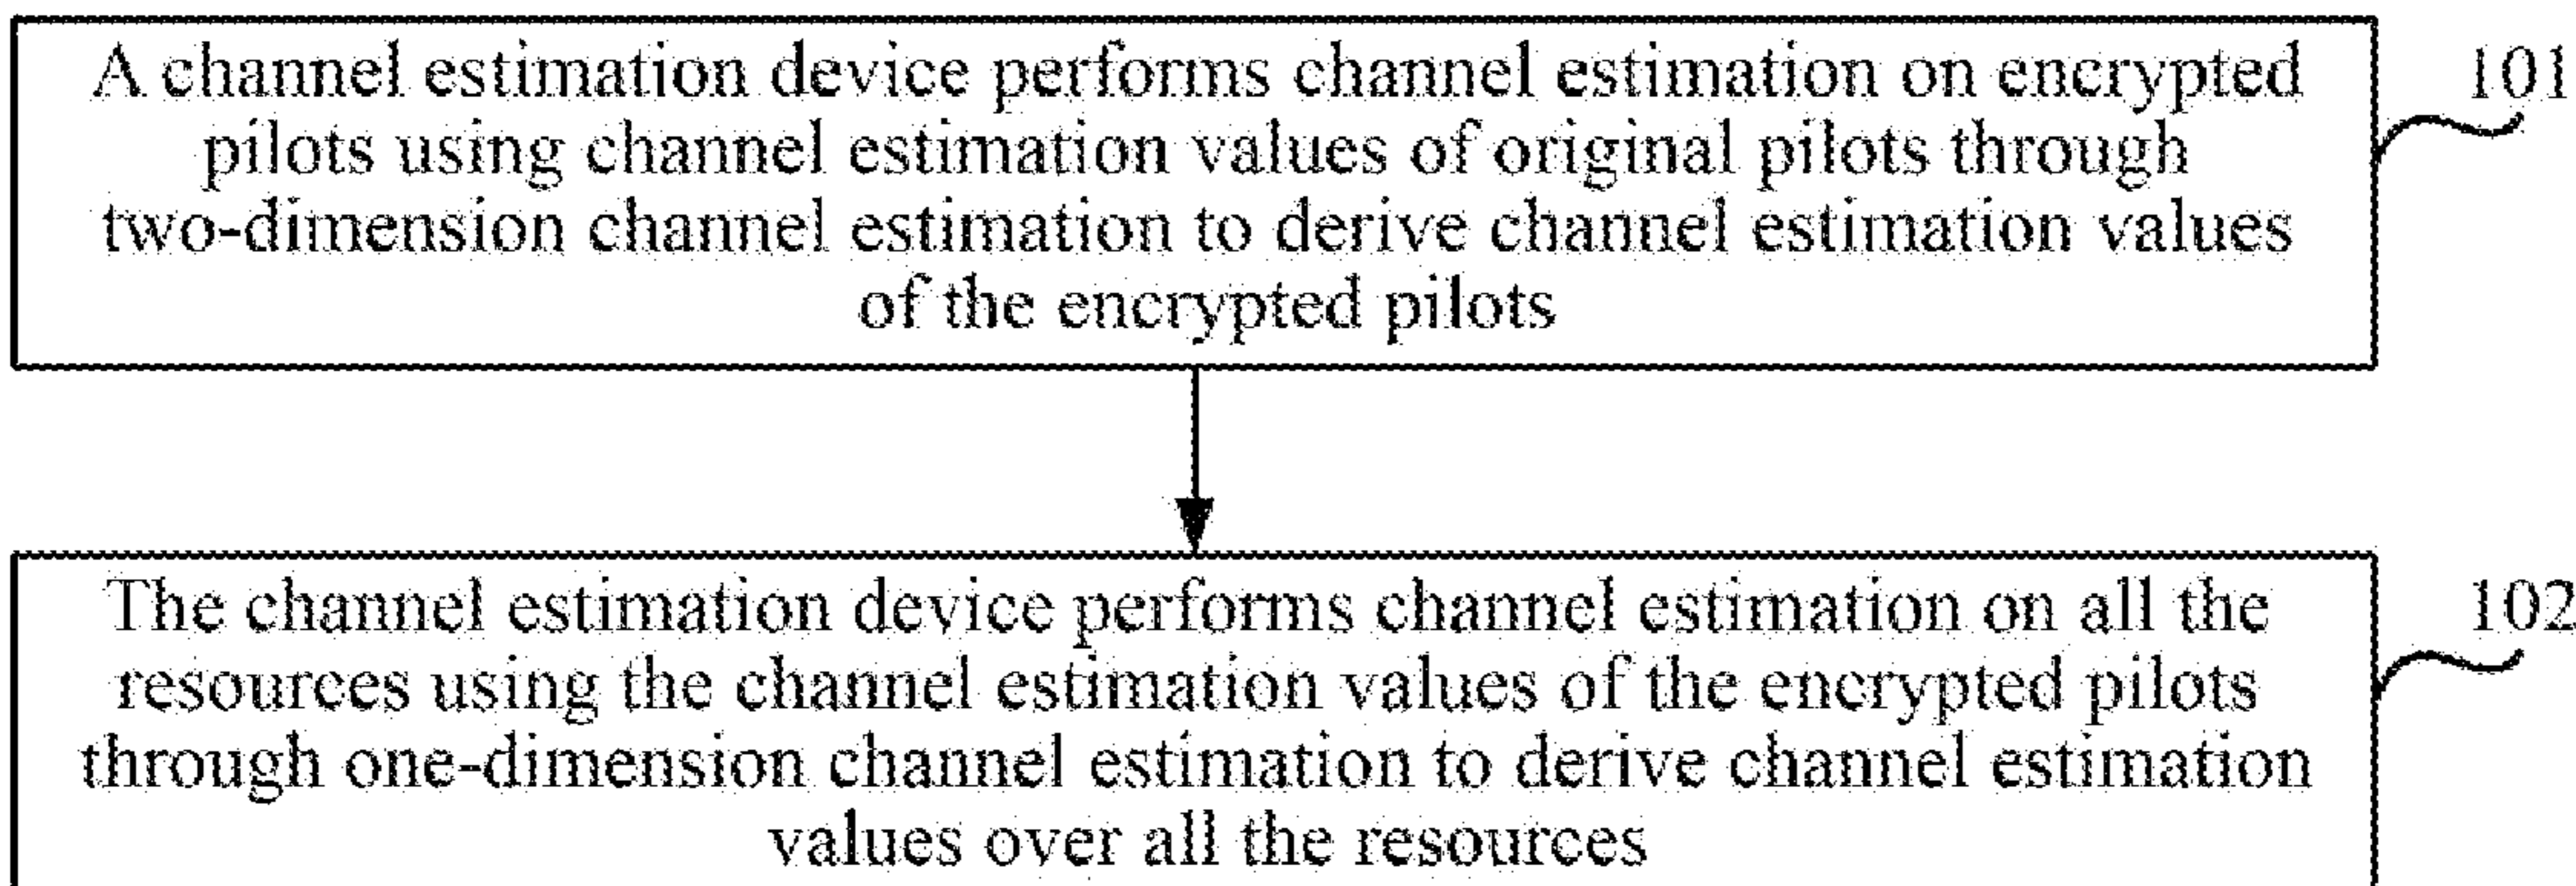 A channel estimation device performs channel estimation on encrypted
pilots using channel estimation values of original pilots through
two-dimension channel estimation to derive channel estimation values
of the encrypted pilots
101
The channel estimation device performs channel estimation on all the
resources using the channel estimation values of the encrypted pilots
through one-dimension channel estimation to derive channel estimation
values over all the resources
102